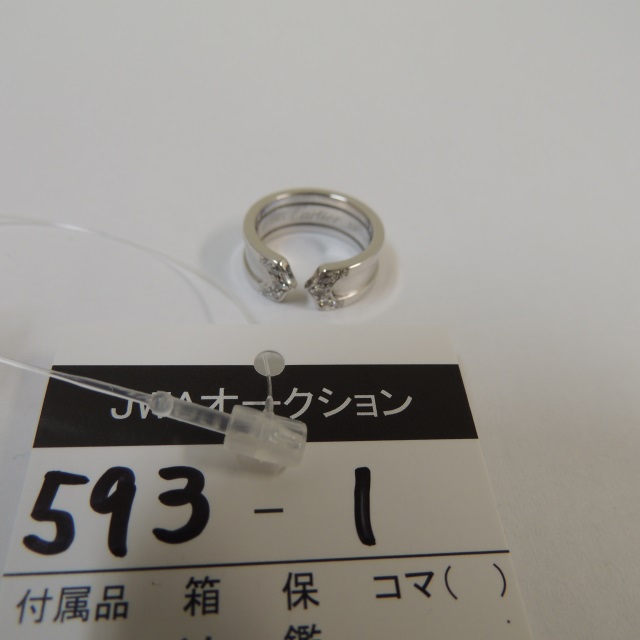 Cartier
JWAオークション
593 - 1
付属品 箱 保 コマ( )
鑑